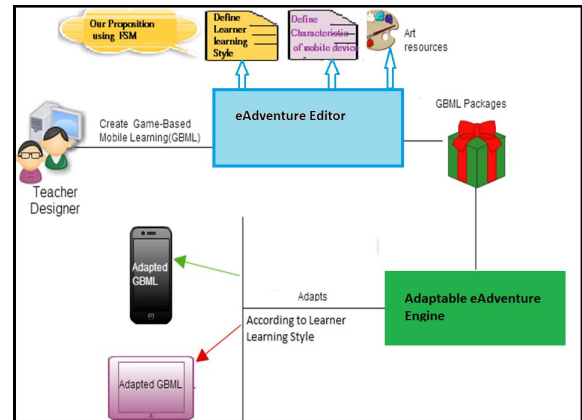 Our Proposition
using FSM
Define
Learner
learning
Style
Define
Characteristic
of mobile device
Art
resources
eAdventure Editor
Create Game-Based
Mobile Learning(GBML)
GBML Packages
Teacher
Designer
Adapted
GBML
Adapts
According to Learner
Learning Style
Adaptable eAdventure
Engine
Adapted GBML